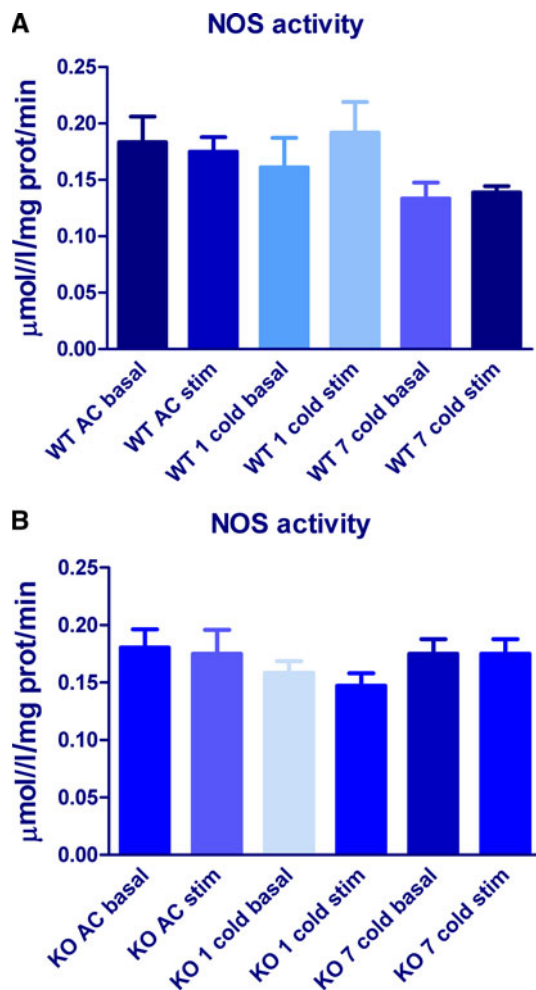 A
NOS activity
μmol//l/mg prot/min
0.25
0.20
0.15
0.10
0.05
0.00
WT AC basal
WT AC stim
WT 1 cold basal
WT 1 cold stim
WT 7 cold basal
WT 7 cold stim
B
NOS activity
μmol//l/mg prot/min
0.25
0.20
0.15
0.10
0.05
0.00
KO AC basal
KO AC stim
KO 1 cold basal
KO 1 cold stim
KO 7 cold basal
KO 7 cold stim